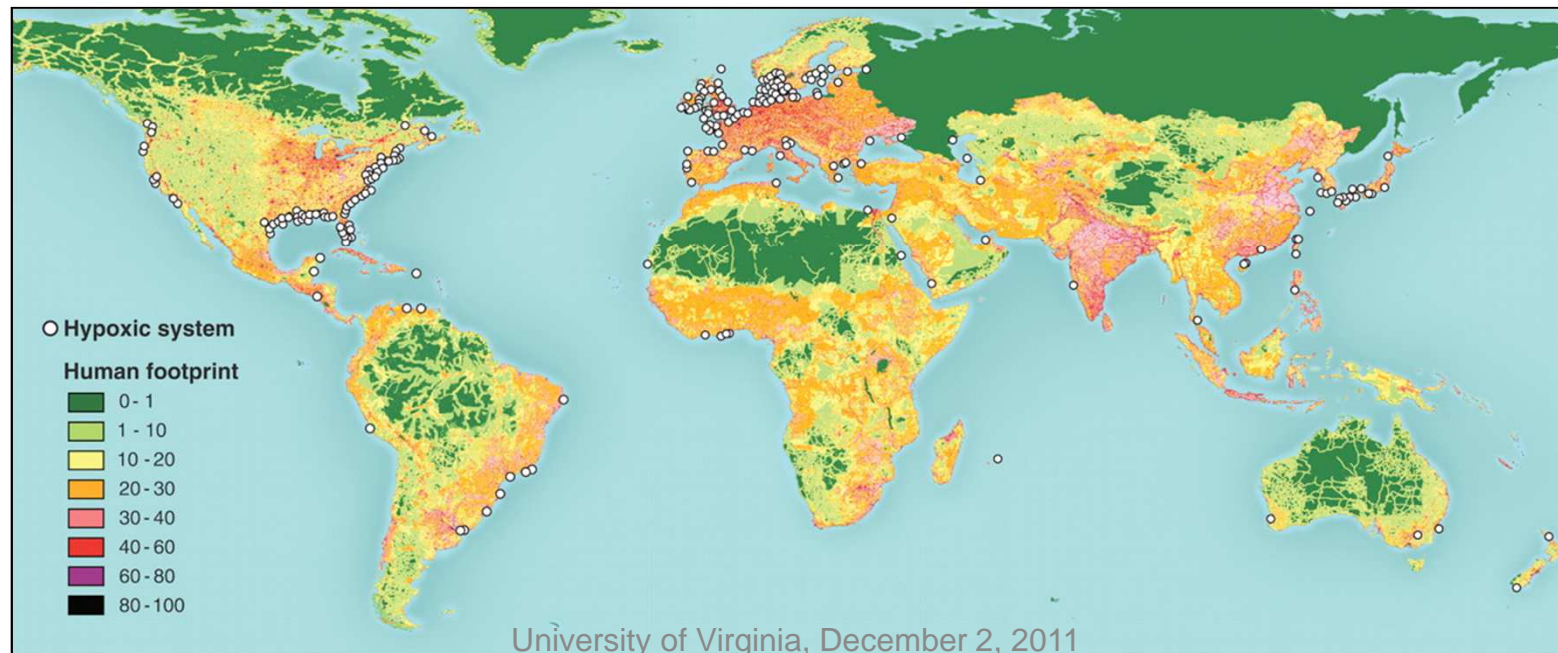 Hypoxic system
Human footprint
0 - 1
1 - 10
10 - 20
20 - 30
30 - 40
40 - 60
60 - 80
80 - 100
University of Virginia, December 2, 2011